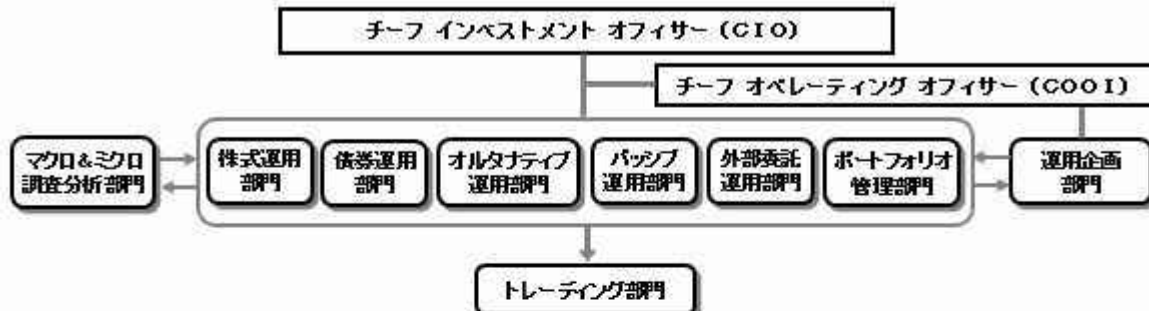 チーフ インベストメント オフィサー (CIO)
チーフ オペレーティング オフィサー (COOI)
マクロ&ミクロ
調査分析部門
株式運用
部門
債券運用
部門
オルタナティブ
運用部門
パッシブ
運用部門
外部委託
運用部門
ポートフォリオ
管理部門
運用企画
部門
トレーディング部門